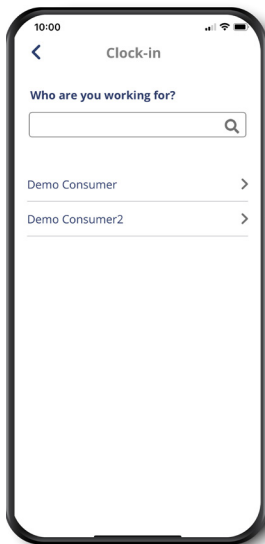 10:00
Clock-in
Who are you working for?
Demo Consumer
Demo Consumer2